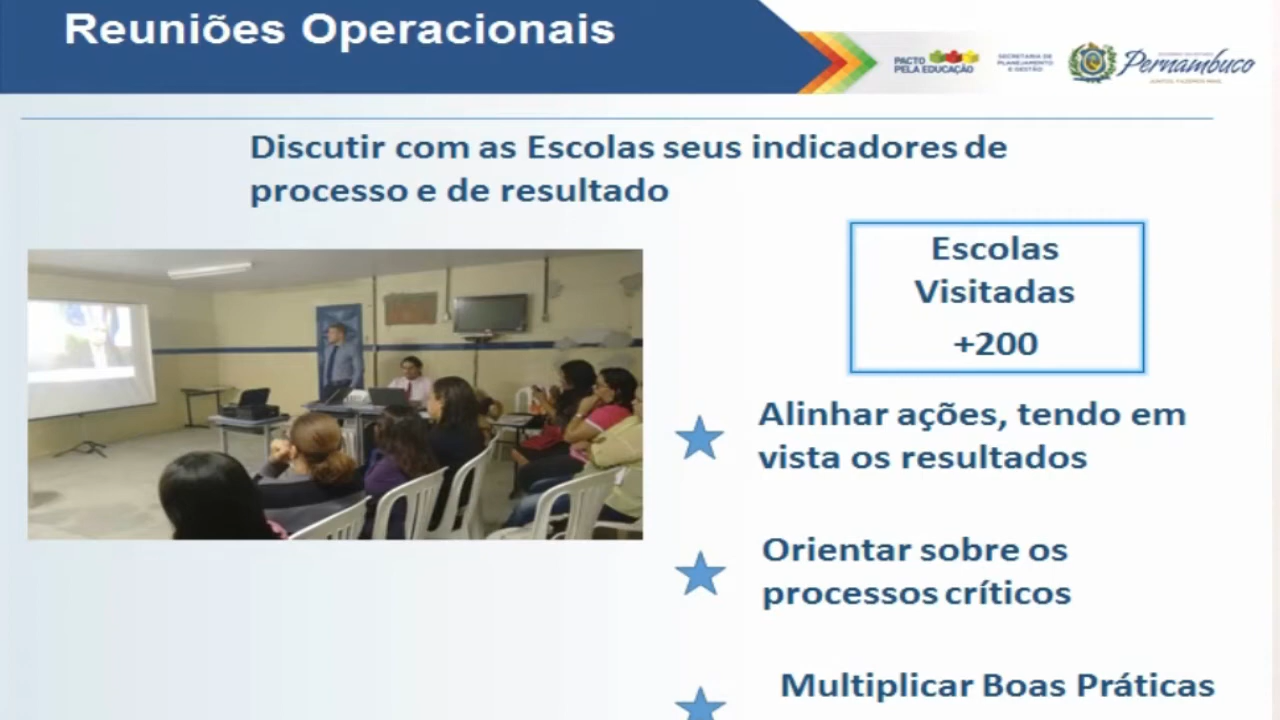 Reuniões Operacionais
PACTO
PELA EDUCAÇÃO
SECRETARIA DE
PLANEJAMENTO
E GESTÃO
Pernambuco
Discutir com as Escolas seus indicadores de
processo e de resultado
Escolas
Visitadas
+200
Alinhar ações, tendo em
vista os resultados
Orientar sobre os
processos críticos
Multiplicar Boas Práticas